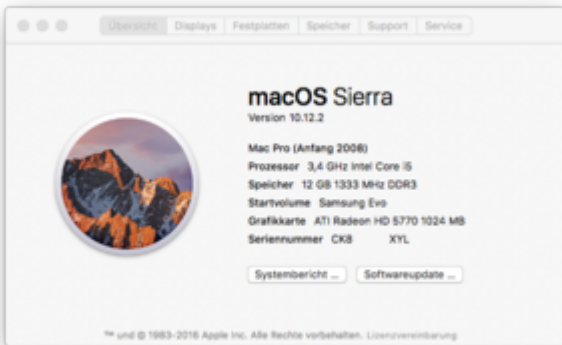 Übersicht Displays Festplatten Speicher Support Service
macOS Sierra
Version 10.12.2
Mac Pro (Anfang 2008)
Prozessor 3,4 GHz Intel Core i5
Speicher 12 GB 1333 MHz DDR3
Startvolume Samsung Evo
Grafikkarte ATI Radeon HD 5770 1024 MB
Seriennummer CK8 XYL
Systembericht ... Softwareupdate ...
™ und © 1983-2016 Apple Inc. Alle Rechte vorbehalten. Lizenzvereinbarung